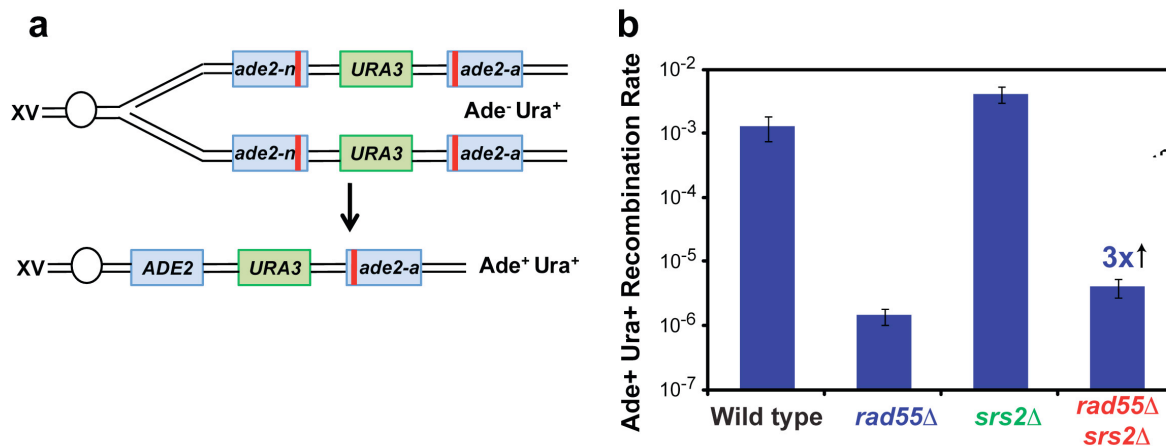 a
ade2-n URA3 ade2-a
XV
Ade⁻ Ura⁺
ade2-n URA3 ade2-a
XV ADE2 URA3 ade2-a Ade⁺ Ura⁺
b
Ade+ Ura+ Recombination Rate
10⁻²
10⁻³
10⁻⁴
10⁻⁵
10⁻⁶
10⁻⁷
3x↑
Wild type
rad55Δ
srs2Δ
rad55Δ
srs2Δ